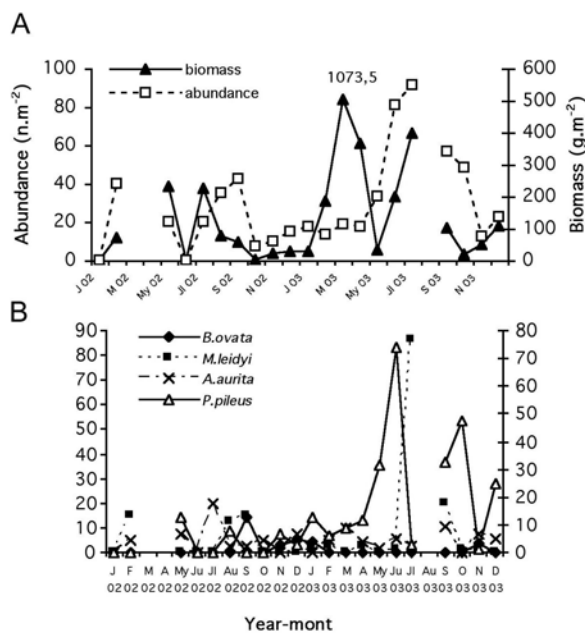 A
1073,5
biomass
abundance
Abundance (n.m-2)
100
80
60
40
20
0
Biomass (g.m-2)
600
500
400
300
200
100
0
J 02
M 02
My 02
Jl 02
S 02
N 02
J 03
M 03
My 03
Jl 03
S 03
N 03
B
B.ovata
M.leidyi
A.aurita
P.pileus
90
80
70
60
50
40
30
20
10
0
80
70
60
50
40
30
20
10
0
J F M A My Ju Jl Au S O N D J F M A My Ju Jl Au S O N D
02 02 02 02 02 02 02 02 02 02 02 02 03 03 03 03 03 03 03 03 03 03 03 03
Year-mont